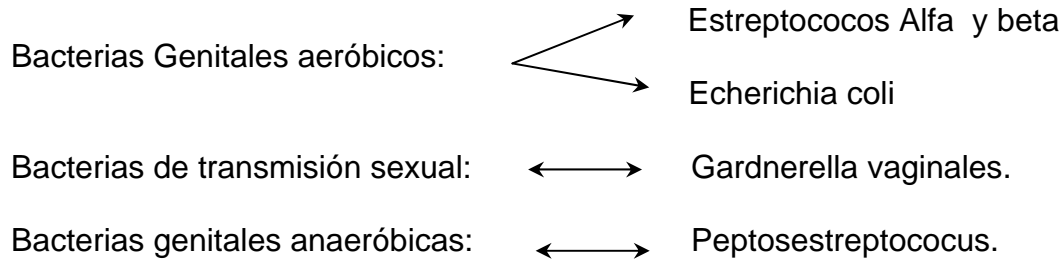 Estreptococos Alfa y beta
Bacterias Genitales aeróbicos:
Echerichia coli
Bacterias de transmisión sexual: Gardnerella vaginales.
Bacterias genitales anaeróbicas: Peptosestreptococus.